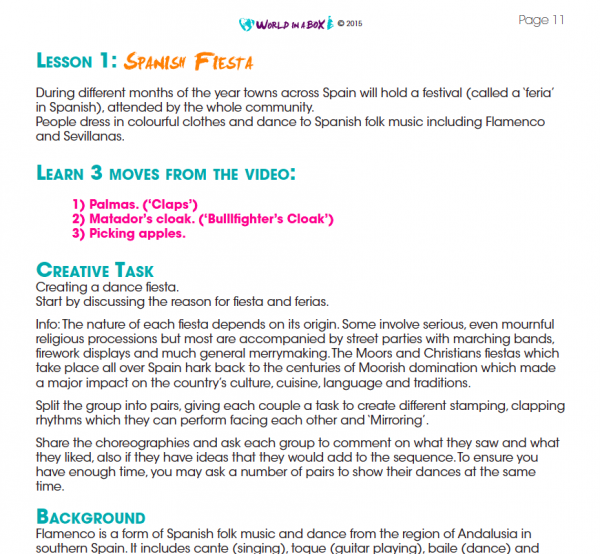 WORLD IN A BOX © 2015
Page 11
LESSON 1: SPANISH FIESTA
During different months of the year towns across Spain will hold a festival (called a ‘feria’
in Spanish), attended by the whole community.
People dress in colourful clothes and dance to Spanish folk music including Flamenco
and Sevillanas.
LEARN 3 MOVES FROM THE VIDEO:
1) Palmas. (‘Claps’)
2) Matador’s cloak. (‘Bulllfighter’s Cloak’)
3) Picking apples.
CREATIVE TASK
Creating a dance fiesta.
Start by discussing the reason for fiesta and ferias.
Info: The nature of each fiesta depends on its origin. Some involve serious, even mournful
religious processions but most are accompanied by street parties with marching bands,
firework displays and much general merrymaking. The Moors and Christians fiestas which
take place all over Spain hark back to the centuries of Moorish domination which made
a major impact on the country’s culture, cuisine, language and traditions.
Split the group into pairs, giving each couple a task to create different stamping, clapping
rhythms which they can perform facing each other and ‘Mirroring’.
Share the choreographies and ask each group to comment on what they saw and what
they liked, also if they have ideas that they would add to the sequence. To ensure you
have enough time, you may ask a number of pairs to show their dances at the same
time.
BACKGROUND
Flamenco is a form of Spanish folk music and dance from the region of Andalusia in
southern Spain. It includes cante (singing), toque (guitar playing), baile (dance) and